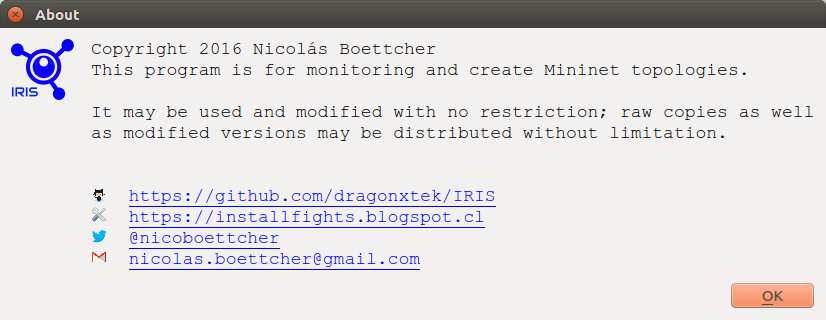 About
Copyright 2016 Nicolás Boettcher
This program is for monitoring and create Mininet topologies.
It may be used and modified with no restriction; raw copies as well
as modified versions may be distributed without limitation.
IRIS
https://github.com/dragonxtek/IRIS
https://installfights.blogspot.cl
@nicoboettcher
nicolas.boettcher@gmail.com
OK